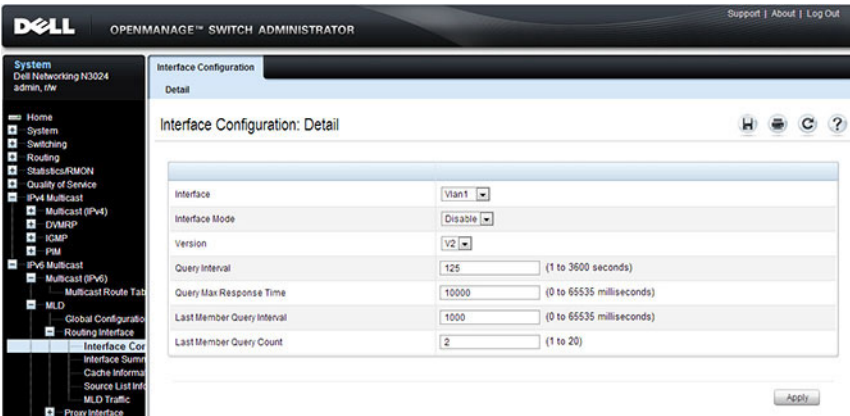 Support | About | Log Out
DELL OPENMANAGE™ SWITCH ADMINISTRATOR
System
Dell Networking N3024
admin, r/w
Home
System
Switching
Routing
Statistics/RMON
Quality of Service
IPv4 Multicast
Multicast (IPv4)
DVMRP
IGMP
PIM
IPv6 Multicast
Multicast (IPv6)
Multicast Route Tab
MLD
Global Configuratio
Routing Interface
Interface Cor
Interface Summ
Cache Informa
Source List Info
MLD Traffic
Proxy Interface
Interface Configuration
Detail
Interface Configuration: Detail
H C ?
Interface Vlan1
Interface Mode Disable
Version V2
Query Interval 125 (1 to 3600 seconds)
Query Max Response Time 10000 (0 to 65535 milliseconds)
Last Member Query Interval 1000 (0 to 65535 milliseconds)
Last Member Query Count 2 (1 to 20)
Apply